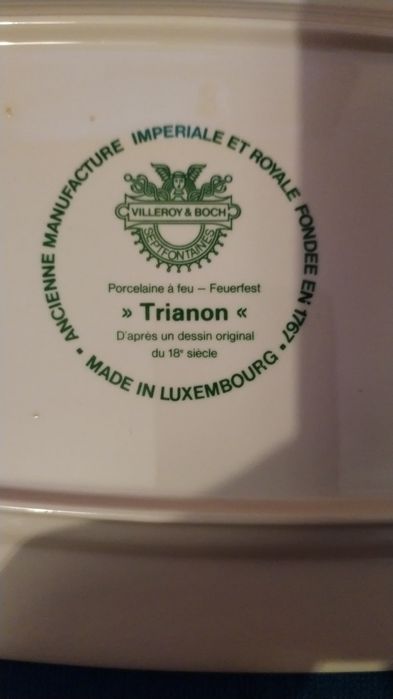 ANCIENNE MANUFACTURE IMPERIALE ET ROYALE FONDEE EN 1767
VILLEROY & BOCH
SEPTFONTAINES
Porcelaine à feu – Feuerfest
» Trianon «
D'après un dessin original
du 18e siècle
• MADE IN LUXEMBOURG •